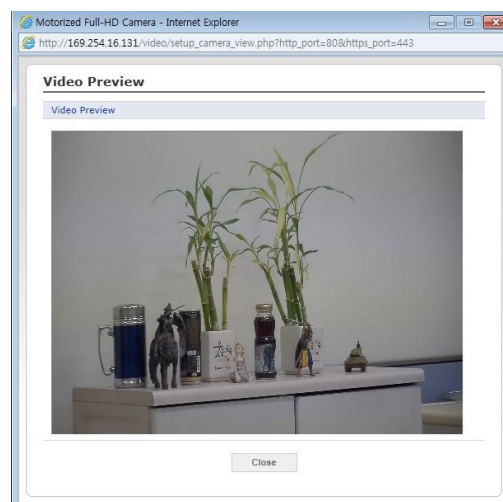 Motorized Full-HD Camera - Internet Explorer
http://169.254.16.131/video/setup_camera_view.php?http_port=80&https_port=443
Video Preview
Video Preview
Close